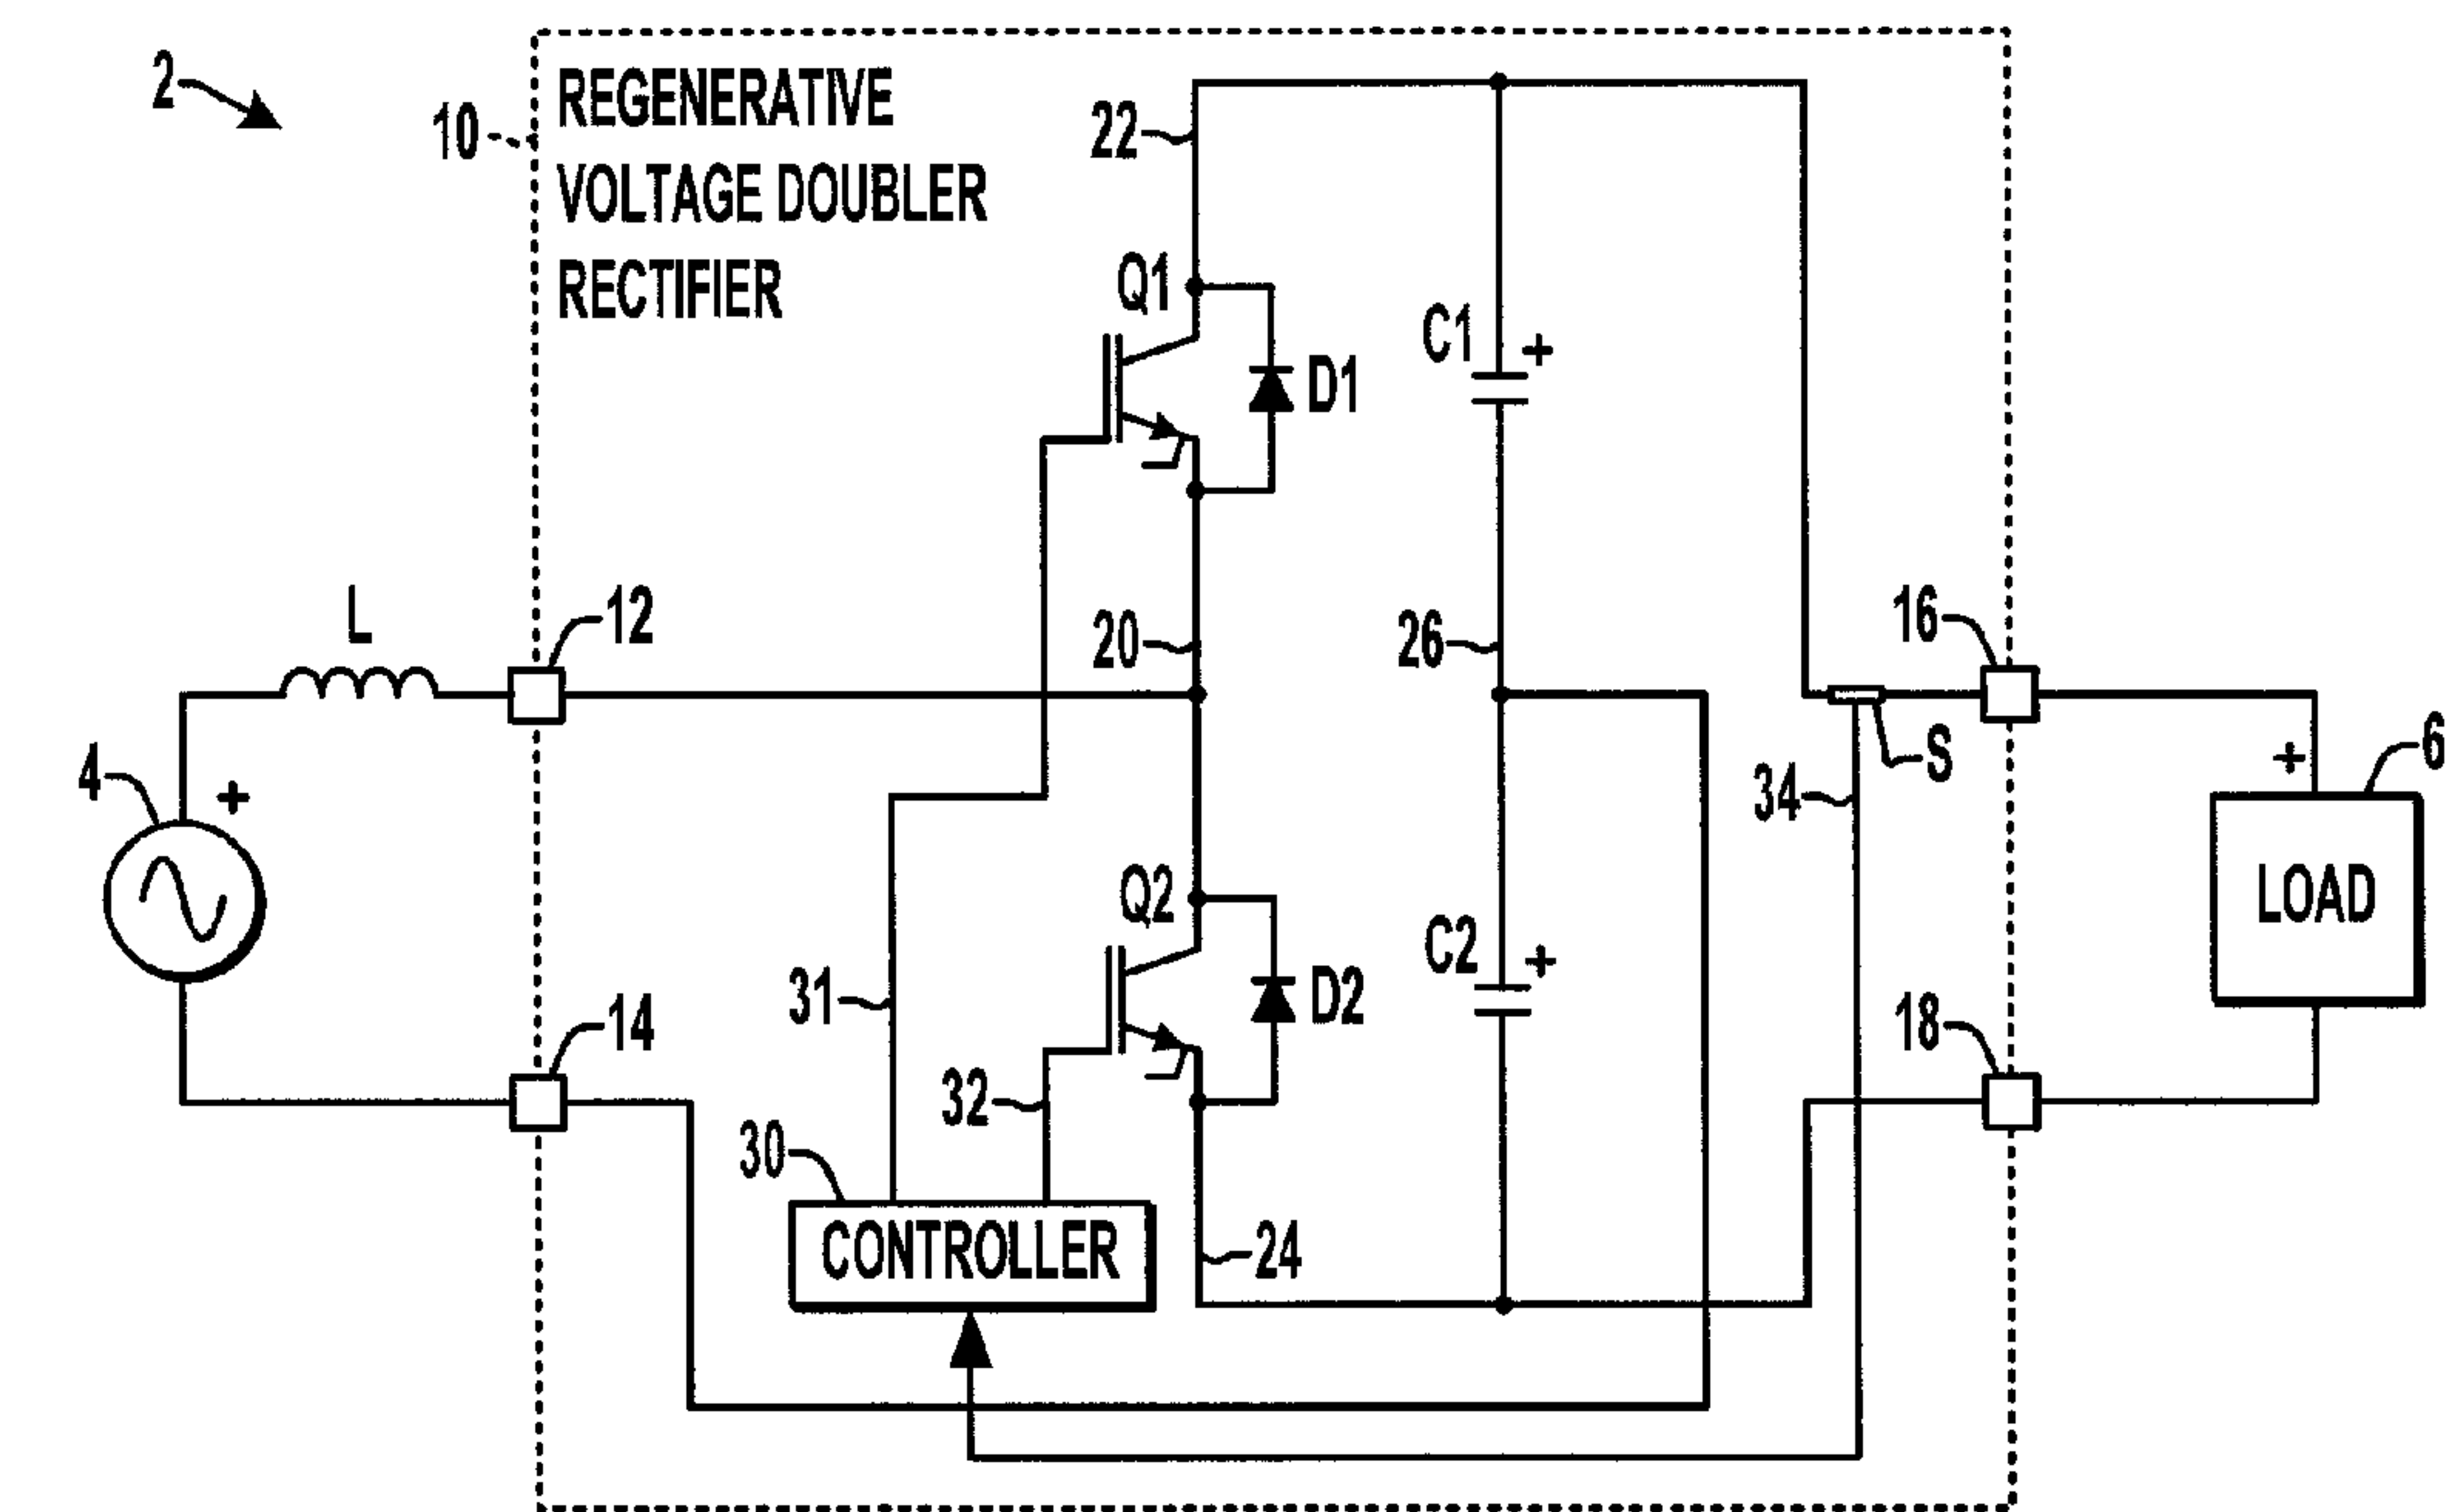 2
10
REGENERATIVE
VOLTAGE DOUBLER
RECTIFIER
22
Q1
C1 +
D1
L
12
20
26
16
4
+
34
S
+
6
LOAD
Q2
C2 +
D2
31
14
32
18
30
CONTROLLER
24